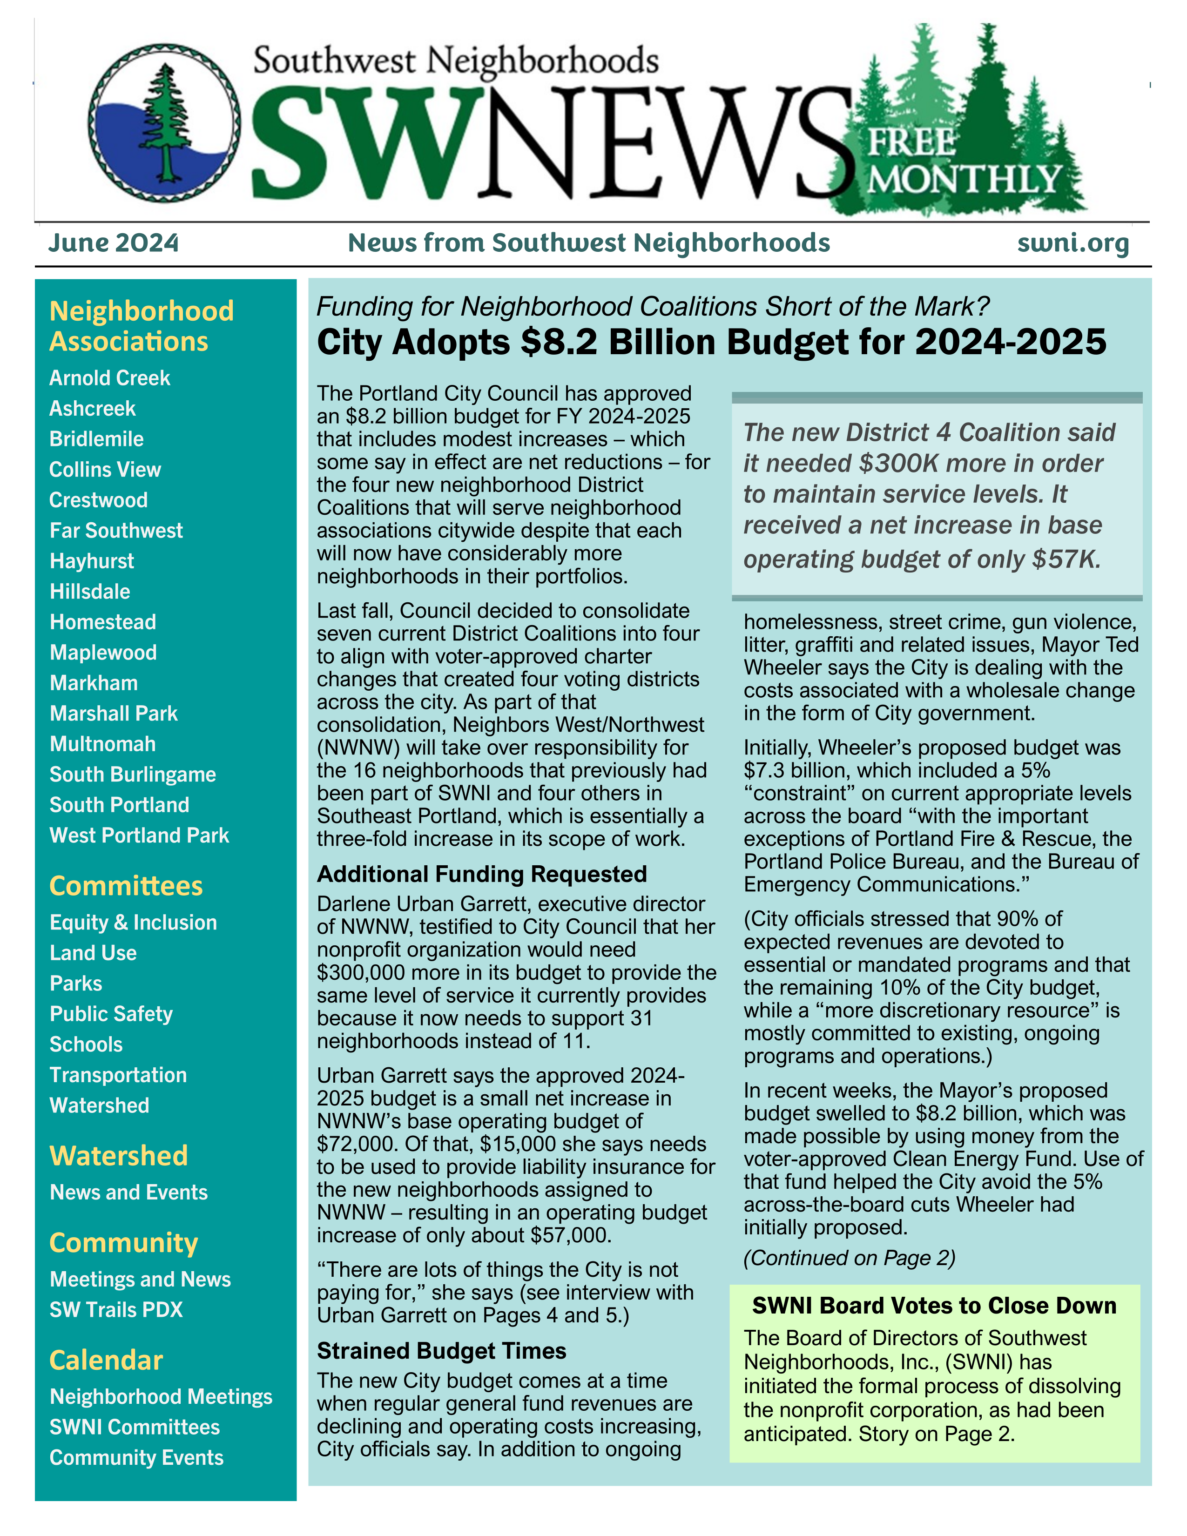 Southwest Neighborhoods
SWNEWS
FREE
MONTHLY
June 2024
News from Southwest Neighborhoods
swni.org
Neighborhood
Associations
Arnold Creek
Ashcreek
Bridlemile
Collins View
Crestwood
Far Southwest
Hayhurst
Hillsdale
Homestead
Maplewood
Markham
Marshall Park
Multnomah
South Burlingame
South Portland
West Portland Park
Committees
Equity & Inclusion
Land Use
Parks
Public Safety
Schools
Transportation
Watershed
Watershed
News and Events
Community
Meetings and News
SW Trails PDX
Calendar
Neighborhood Meetings
SWNI Committees
Community Events
Funding for Neighborhood Coalitions Short of the Mark?
City Adopts $8.2 Billion Budget for 2024-2025
The Portland City Council has approved
an $8.2 billion budget for FY 2024-2025
that includes modest increases – which
some say in effect are net reductions – for
the four new neighborhood District
Coalitions that will serve neighborhood
associations citywide despite that each
will now have considerably more
neighborhoods in their portfolios.
Last fall, Council decided to consolidate
seven current District Coalitions into four
to align with voter-approved charter
changes that created four voting districts
across the city. As part of that
consolidation, Neighbors West/Northwest
(NWNW) will take over responsibility for
the 16 neighborhoods that previously had
been part of SWNI and four others in
Southeast Portland, which is essentially a
three-fold increase in its scope of work.
Additional Funding Requested
Darlene Urban Garrett, executive director
of NWNW, testified to City Council that her
nonprofit organization would need
$300,000 more in its budget to provide the
same level of service it currently provides
because it now needs to support 31
neighborhoods instead of 11.
Urban Garrett says the approved 2024-
2025 budget is a small net increase in
NWNW’s base operating budget of
$72,000. Of that, $15,000 she says needs
to be used to provide liability insurance for
the new neighborhoods assigned to
NWNW – resulting in an operating budget
increase of only about $57,000.
“There are lots of things the City is not
paying for,” she says (see interview with
Urban Garrett on Pages 4 and 5.)
Strained Budget Times
The new City budget comes at a time
when regular general fund revenues are
declining and operating costs increasing,
City officials say. In addition to ongoing
The new District 4 Coalition said
it needed $300K more in order
to maintain service levels. It
received a net increase in base
operating budget of only $57K.
homelessness, street crime, gun violence,
litter, graffiti and related issues, Mayor Ted
Wheeler says the City is dealing with the
costs associated with a wholesale change
in the form of City government.
Initially, Wheeler’s proposed budget was
$7.3 billion, which included a 5%
“constraint” on current appropriate levels
across the board “with the important
exceptions of Portland Fire & Rescue, the
Portland Police Bureau, and the Bureau of
Emergency Communications.”
(City officials stressed that 90% of
expected revenues are devoted to
essential or mandated programs and that
the remaining 10% of the City budget,
while a “more discretionary resource” is
mostly committed to existing, ongoing
programs and operations.)
In recent weeks, the Mayor’s proposed
budget swelled to $8.2 billion, which was
made possible by using money from the
voter-approved Clean Energy Fund. Use of
that fund helped the City avoid the 5%
across-the-board cuts Wheeler had
initially proposed.
(Continued on Page 2)
SWNI Board Votes to Close Down
The Board of Directors of Southwest
Neighborhoods, Inc., (SWNI) has
initiated the formal process of dissolving
the nonprofit corporation, as had been
anticipated. Story on Page 2.